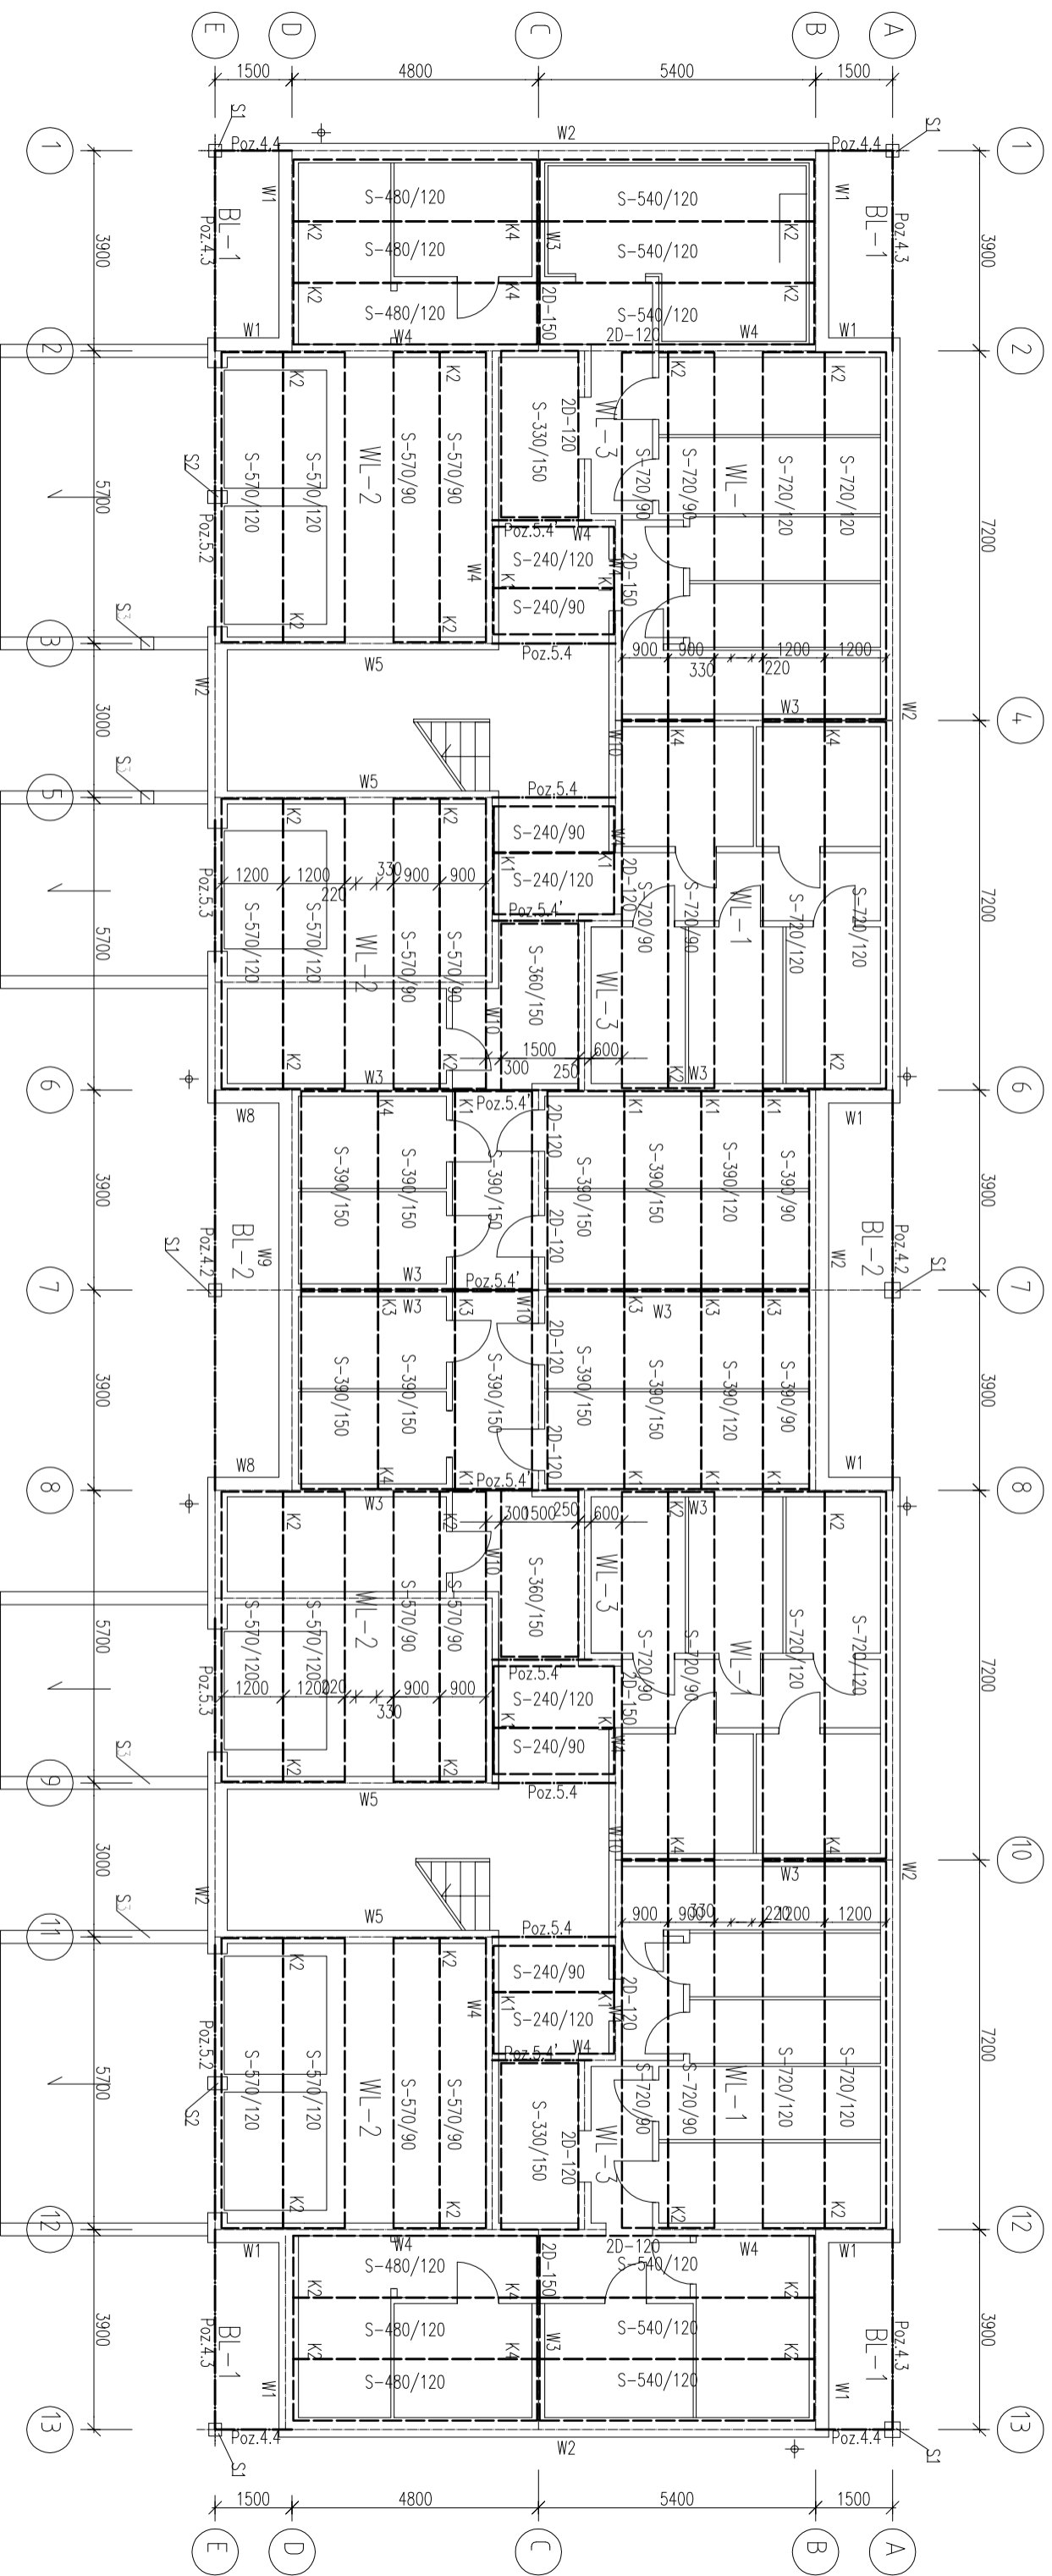 E
D
C
B
A
1500
4800
5400
1500
S1
S1
1
Poz.4.4
W2
Poz.4.4
1
W1
W1
BL-1
Poz.4.3
BL-1
Poz.4.3
S-480/120
S-540/120
3900
3900
K2
K4
W3
K2
S-480/120
S-540/120
K2
K4
2D-150
K2
S-480/120
S-540/120
W1
W4
2D-120
W4
W1
2
2
K2
K2
K2
K2
S-570/120
S-570/120
WL-2
S-570/90
S-570/90
S-330/150
2D-120
WL-3
S-720/90
S-720/90
WL-1
S-720/120
S-720/120
S2
1
5700
7200
Poz.5.2
Poz.5.4'
W4
W4
S-240/120
W4
2D-150
K1
K1
S-240/90
S3
K2
K2
3
Poz.5.4
900
900
1200
1200
330
220
W2
W5
W3
W2
3000
4
K4
K4
W10
S3
W5
Poz.5.4
5
K2
K2
S-240/90
W4
K1
K1
S-240/120
2D-120
1200
1200
330
900
900
220
1
Poz.5.3
Poz.5.4'
5700
7200
S-570/120
S-570/120
WL-2
S-570/90
S-570/90
S-360/150
WL-3
S-720/90
S-720/90
WL-1
S-720/120
S-720/120
W10
1500
600
300
250
K2
W3
K2
K2
W3
K2
6
6
W8
K4
K1
Poz.5.4'
2D-120
K1
K1
K1
W1
S-390/150
S-390/150
S-390/150
S-390/150
S-390/150
S-390/120
S-390/90
3900
3900
BL-2
W9
2D-120
W2
BL-2
S1
Poz.4.2
W3
Poz.5.4'
Poz.4.2
S1
7
7
W3
K3
K3
W10
K3
W3
K3
K3
2D-120
S-390/150
S-390/150
S-390/150
S-390/150
S-390/150
S-390/120
S-390/90
3900
3900
W8
K4
K1
Poz.5.4'
2D-120
K1
K1
K1
W1
8
8
K2
W3
K2
K2
W3
K2
300
1500
250
600
W10
S-570/120
S-570/120
WL-2
S-570/90
S-570/90
S-360/150
WL-3
S-720/90
S-720/90
WL-1
S-720/120
S-720/120
5700
7200
1
Poz.5.3
1200
1200
220
900
900
330
Poz.5.4'
S-240/120
2D-150
K1
K1
W4
S-240/90
S3
K2
K2
9
Poz.5.4
W5
K4
K4
10
W10
W3
W2
W2
3000
S3
W5
Poz.5.4
900
900
330
220
1200
1200
11
K2
K2
S-240/90
K1
K1
W4
W4
S-240/120
2D-120
W4
Poz.5.4'
Poz.5.2
1
5700
7200
S2
S-570/120
S-570/120
WL-2
S-570/90
S-570/90
S-330/150
2D-120
WL-3
S-720/90
S-720/90
WL-1
S-720/120
S-720/120
K2
K2
K2
K2
12
12
W1
W4
2D-120
W4
W1
S-480/120
2D-150
S-540/120
K2
K4
K2
S-480/120
S-540/120
3900
3900
K2
K4
W3
K2
S-480/120
S-540/120
BL-1
Poz.4.3
BL-1
Poz.4.3
W1
W1
13
13
Poz.4.4
W2
Poz.4.4
S1
S1
1500
4800
5400
1500
E
D
C
B
A